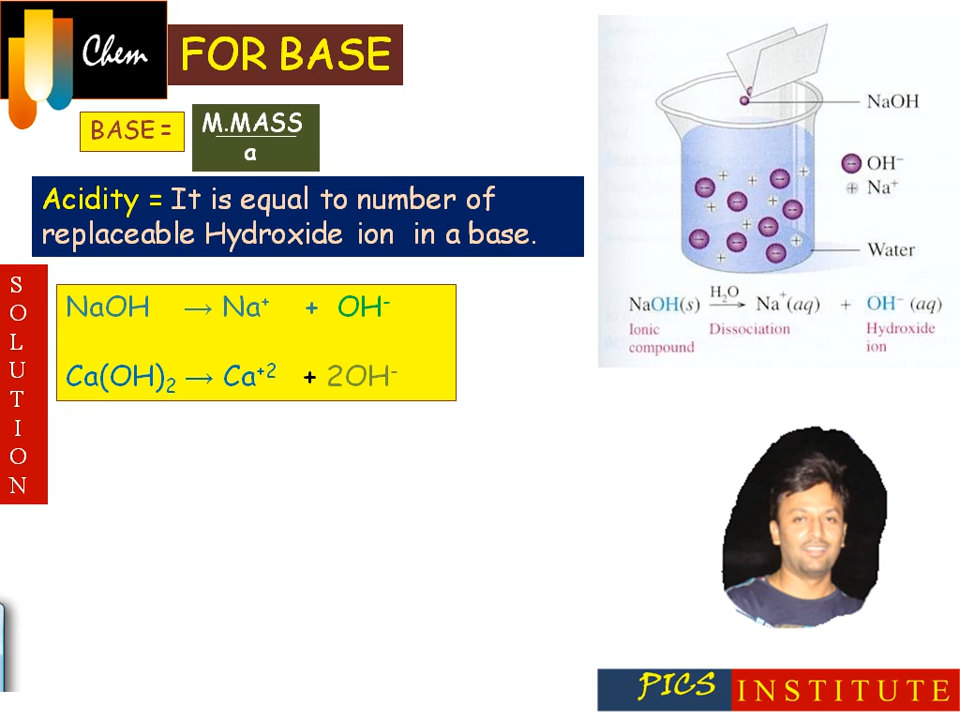 Chem
FOR BASE
BASE =
M.MASS
a
Acidity = It is equal to number of
replaceable Hydroxide ion in a base.
S
O
L
U
T
I
O
N
NaOH → Na⁺ + OH⁻
Ca(OH)₂ → Ca⁺² + 2OH⁻
NaOH
OH⁻
Na⁺
Water
NaOH(s) H₂O→ Na⁺(aq) + OH⁻ (aq)
Ionic Dissociation Hydroxide
compound ion
PICS INSTITUTE